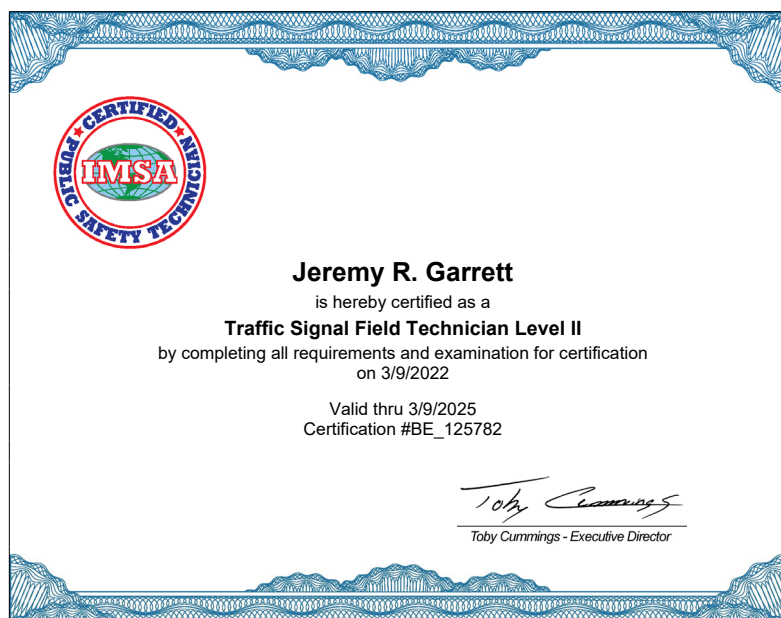 CERTIFIED
PUBLIC SAFETY TECHNICIAN
IMSA
Jeremy R. Garrett
is hereby certified as a
Traffic Signal Field Technician Level II
by completing all requirements and examination for certification
on 3/9/2022
Valid thru 3/9/2025
Certification #BE_125782
Toby Cummings
Toby Cummings - Executive Director